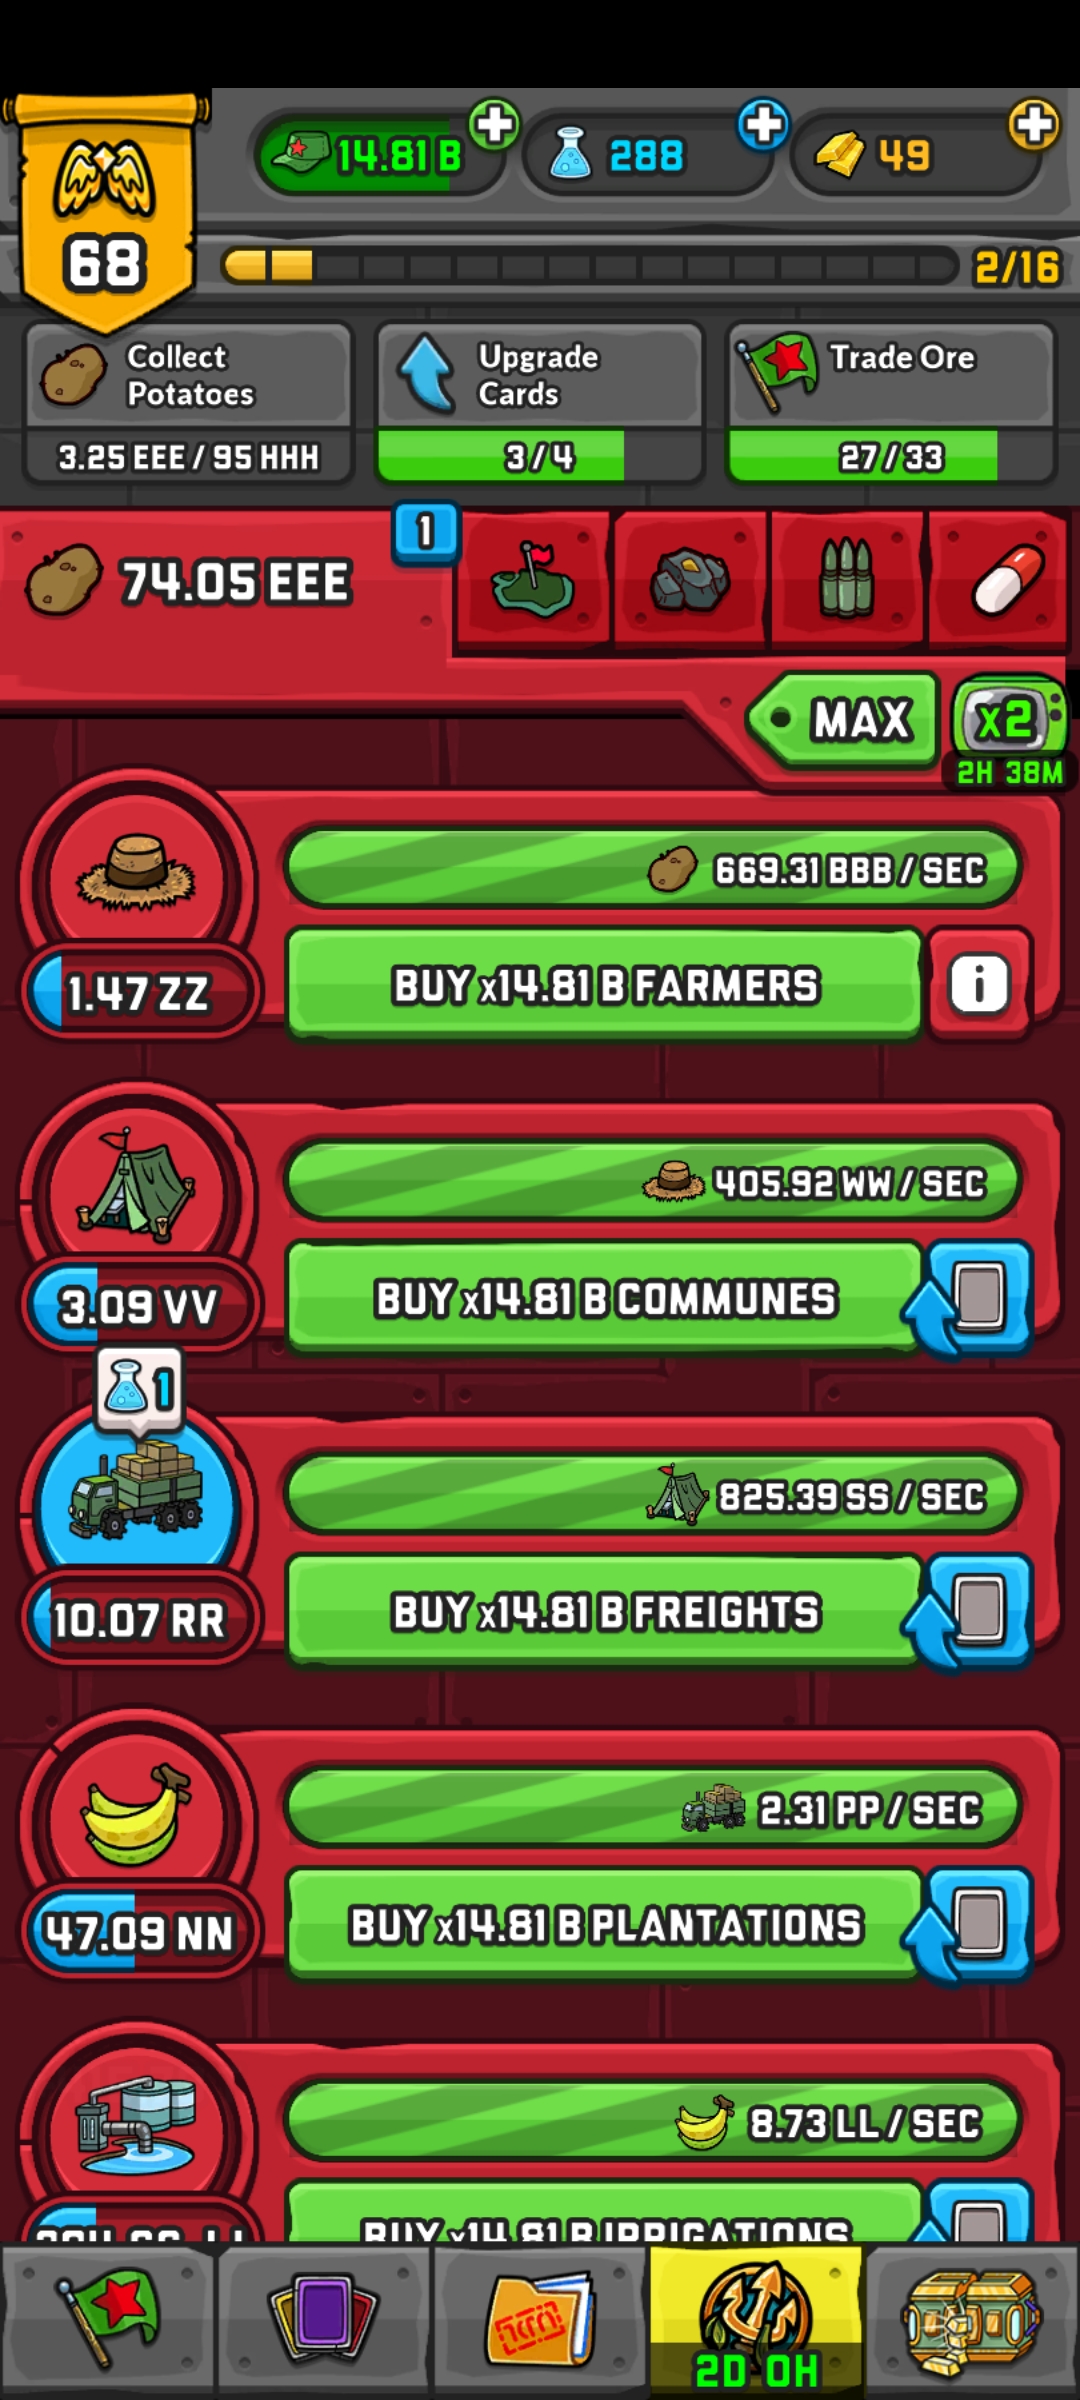 14.81 B
288
49
68
2/16
Collect
Potatoes
3.25 EEE / 95 HHH
Upgrade
Cards
3/4
Trade Ore
27/33
74.05 EEE
1
MAX
x2
2H 38M
669.31 BBB / SEC
1.47 ZZ
BUY x14.81 B FARMERS
i
405.92 WW / SEC
3.09 VV
BUY x14.81 B COMMUNES
1
825.39 SS / SEC
10.07 RR
BUY x14.81 B FREIGHTS
2.31 PP / SEC
47.09 NN
BUY x14.81 B PLANTATIONS
8.73 LL / SEC
BUY x14.81 B IRRIGATIONS
2D 0H